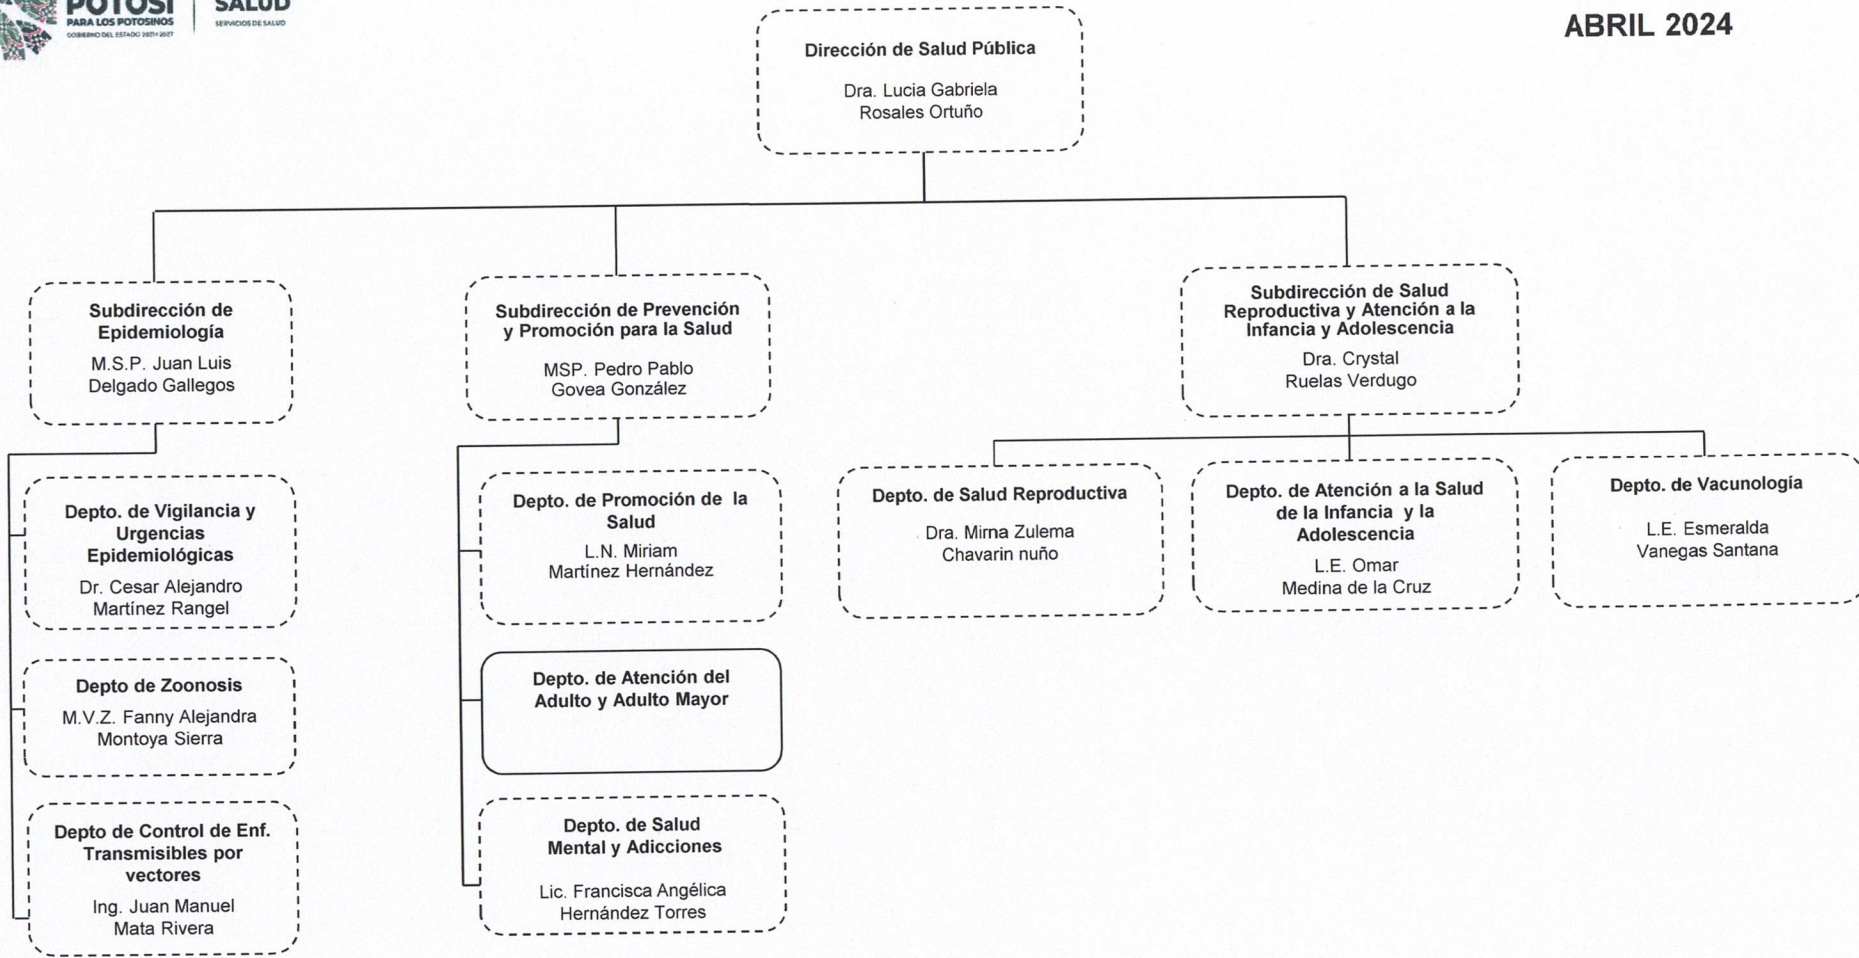 POTOSÍ
PARA LOS POTOSINOS
GOBIERNO DEL ESTADO 2021•2027
SALUD
SERVICIOS DE SALUD
ABRIL 2024
Dirección de Salud Pública
Dra. Lucia Gabriela
Rosales Ortuño
Subdirección de
Epidemiología
M.S.P. Juan Luis
Delgado Gallegos
Subdirección de Prevención
y Promoción para la Salud
MSP. Pedro Pablo
Govea González
Subdirección de Salud
Reproductiva y Atención a la
Infancia y Adolescencia
Dra. Crystal
Ruelas Verdugo
Depto. de Vigilancia y
Urgencias
Epidemiológicas
Dr. Cesar Alejandro
Martínez Rangel
Depto de Zoonosis
M.V.Z. Fanny Alejandra
Montoya Sierra
Depto de Control de Enf.
Transmisibles por
vectores
Ing. Juan Manuel
Mata Rivera
Depto. de Promoción de la
Salud
L.N. Miriam
Martínez Hernández
Depto. de Atención del
Adulto y Adulto Mayor
Depto. de Salud
Mental y Adicciones
Lic. Francisca Angélica
Hernández Torres
Depto. de Salud Reproductiva
Dra. Mirna Zulema
Chavarin nuño
Depto. de Atención a la Salud
de la Infancia y la
Adolescencia
L.E. Omar
Medina de la Cruz
Depto. de Vacunología
L.E. Esmeralda
Vanegas Santana